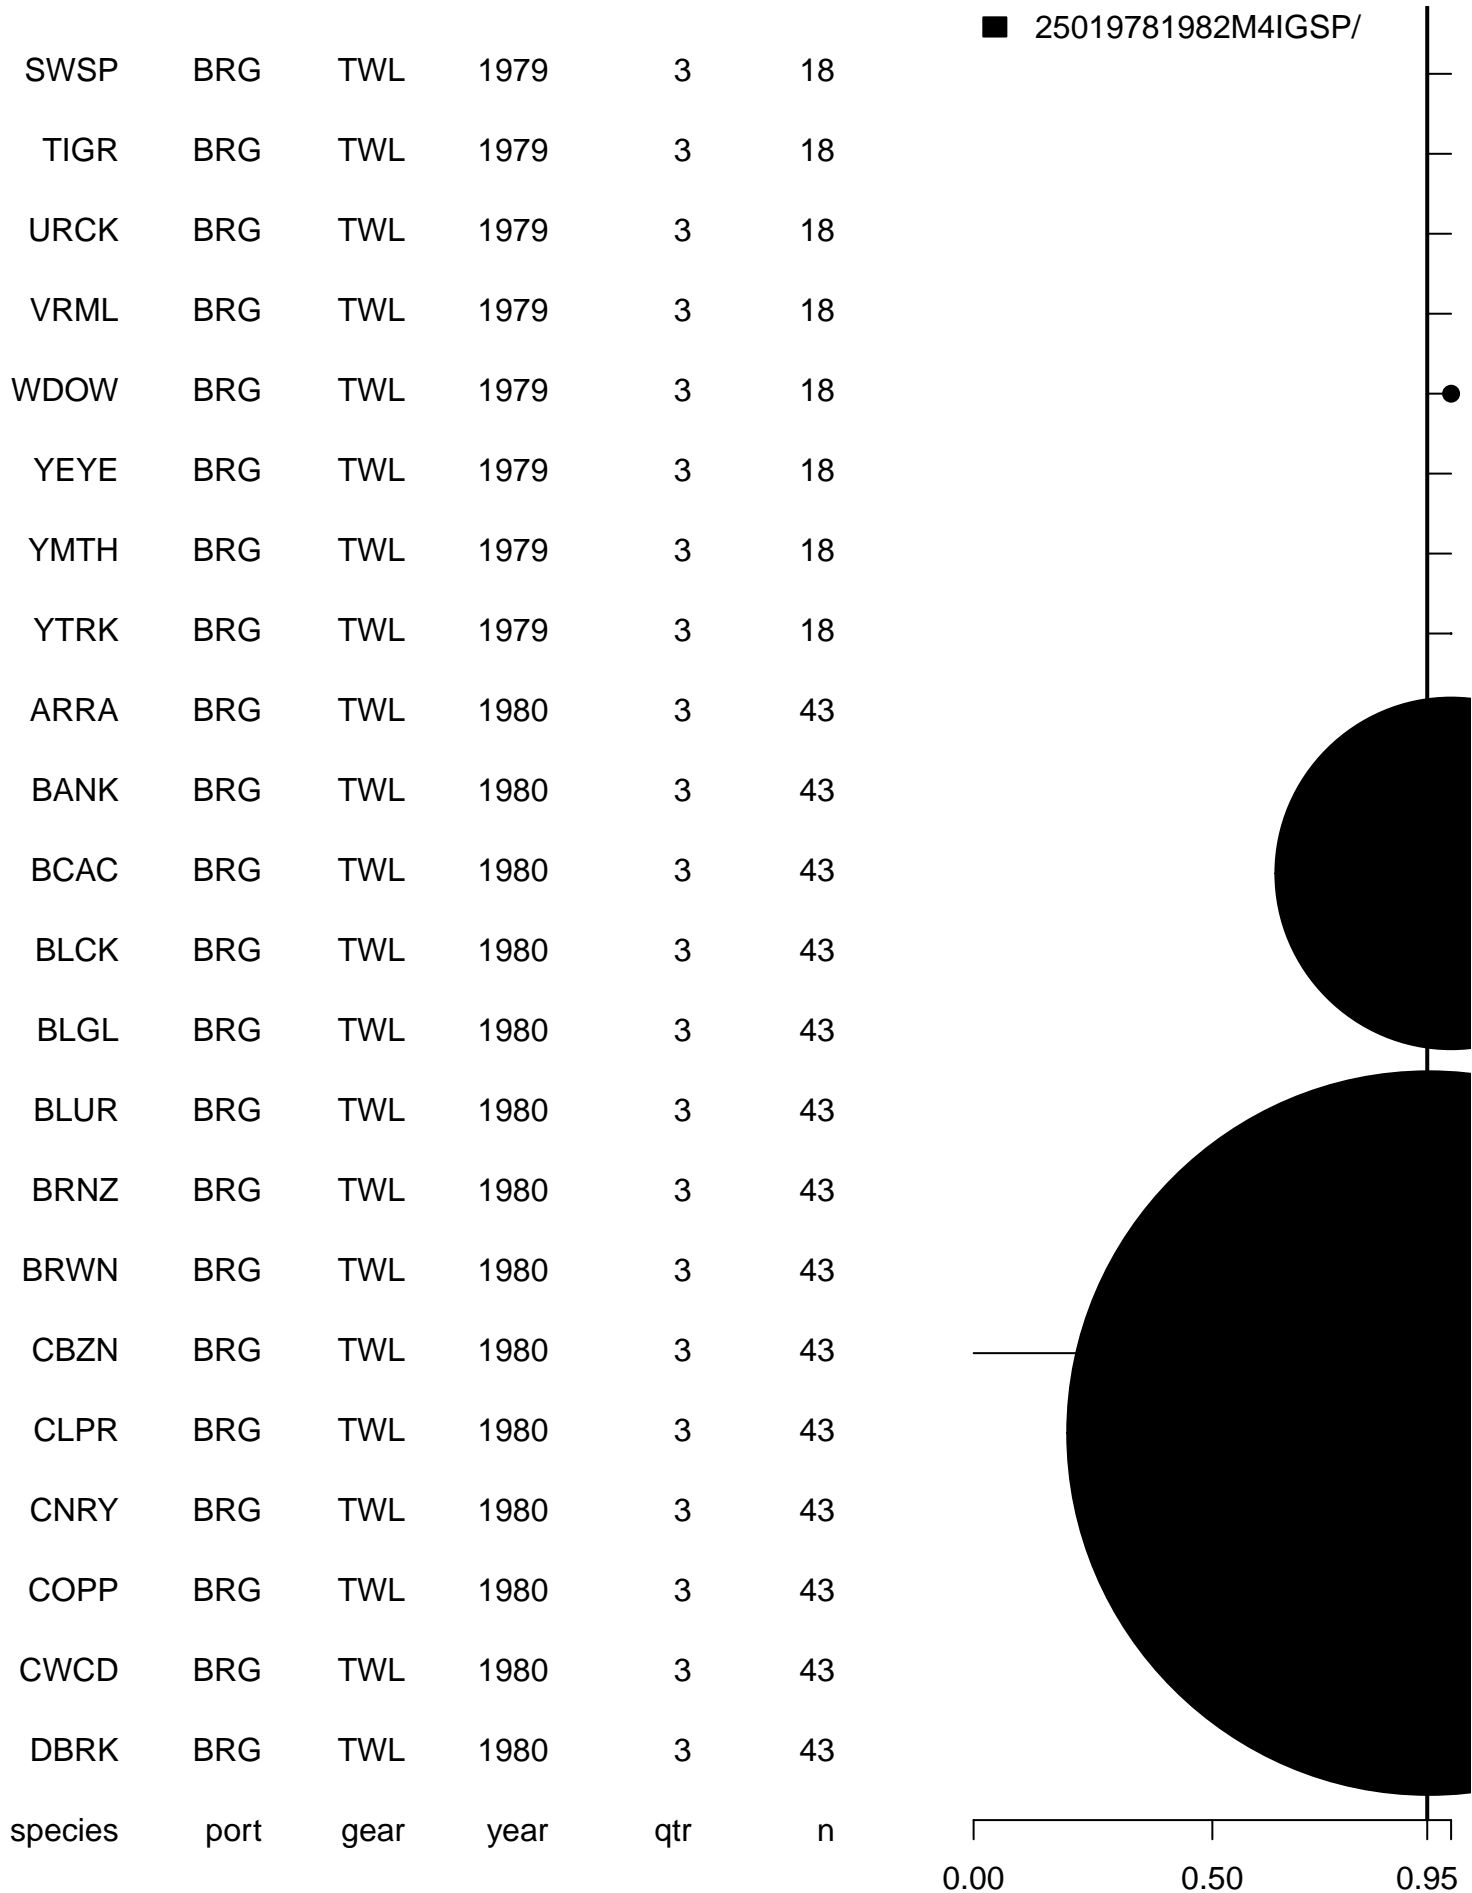 25019781982M4IGSP/
SWSP BRG TWL 1979 3 18
TIGR BRG TWL 1979 3 18
URCK BRG TWL 1979 3 18
VRML BRG TWL 1979 3 18
WDOW BRG TWL 1979 3 18
YEYE BRG TWL 1979 3 18
YMTH BRG TWL 1979 3 18
YTRK BRG TWL 1979 3 18
ARRA BRG TWL 1980 3 43
BANK BRG TWL 1980 3 43
BCAC BRG TWL 1980 3 43
BLCK BRG TWL 1980 3 43
BLGL BRG TWL 1980 3 43
BLUR BRG TWL 1980 3 43
BRNZ BRG TWL 1980 3 43
BRWN BRG TWL 1980 3 43
CBZN BRG TWL 1980 3 43
CLPR BRG TWL 1980 3 43
CNRY BRG TWL 1980 3 43
COPP BRG TWL 1980 3 43
CWCD BRG TWL 1980 3 43
DBRK BRG TWL 1980 3 43
species port gear year qtr n
0.00 0.50 0.95